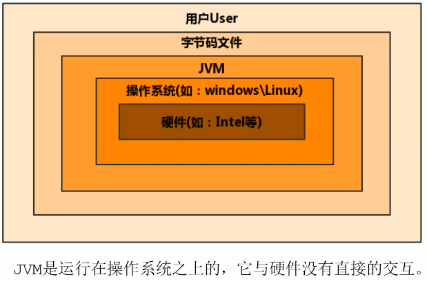 用户User
字节码文件
JVM
操作系统(如：windows\Linux)
硬件(如：Intel等)
JVM是运行在操作系统之上的，它与硬件没有直接的交互。